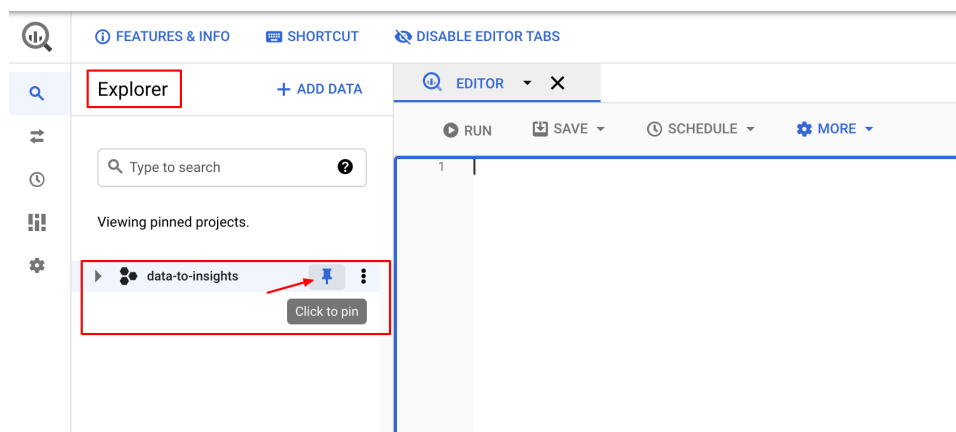 FEATURES & INFO SHORTCUT DISABLE EDITOR TABS
Explorer + ADD DATA
EDITOR
RUN SAVE SCHEDULE MORE
Type to search ?
1
Viewing pinned projects.
data-to-insights
Click to pin